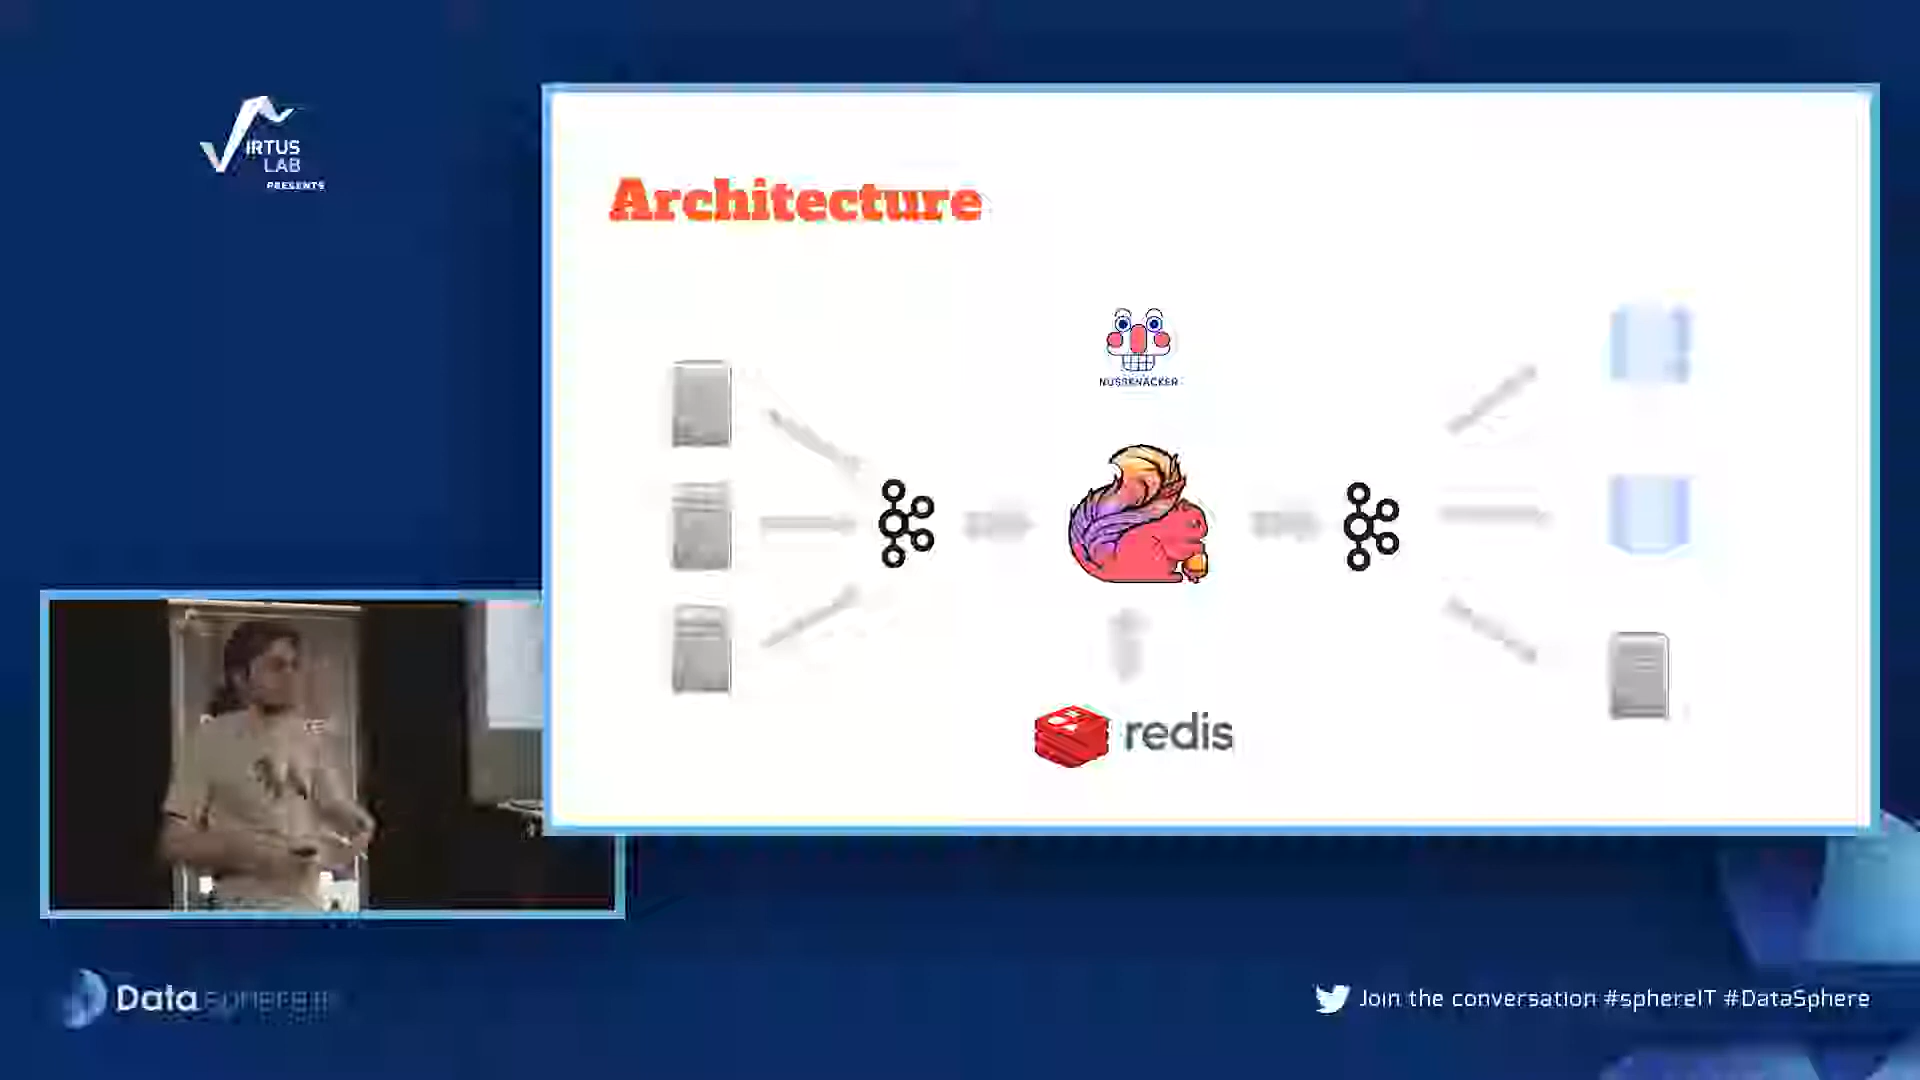 IRTUS
LAB
PRESENTS
Architecture
NUSSKNACKER
redis
Data
Join the conversation #sphereIT #DataSphere